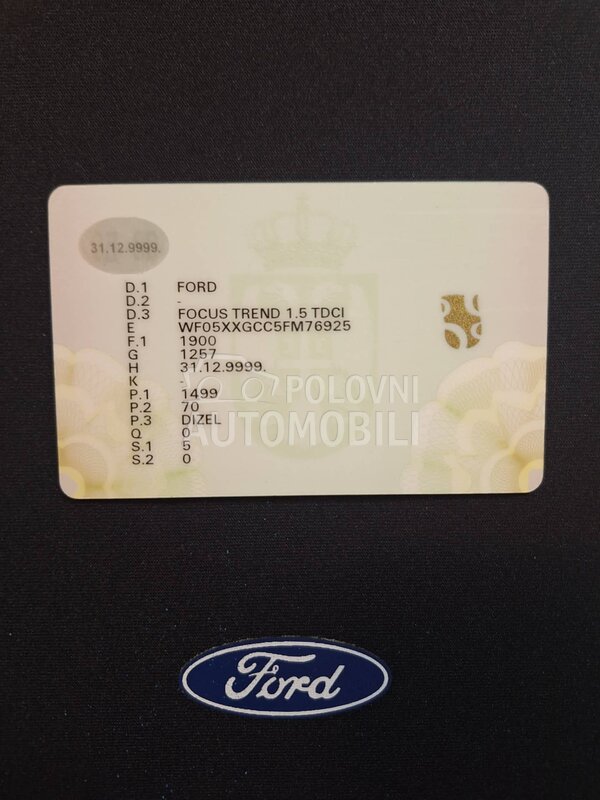 31.12.9999.
D.1 FORD
D.2 -
D.3 FOCUS TREND 1.5 TDCI
E WF05XXGCC5FM76925
F.1 1900
G 1257
H 31.12.9999.
K -
P.1 1499
P.2 70
P.3 DIZEL
Q 0
S.1 5
S.2 0
POLOVNI
AUTOMOBILI
Ford